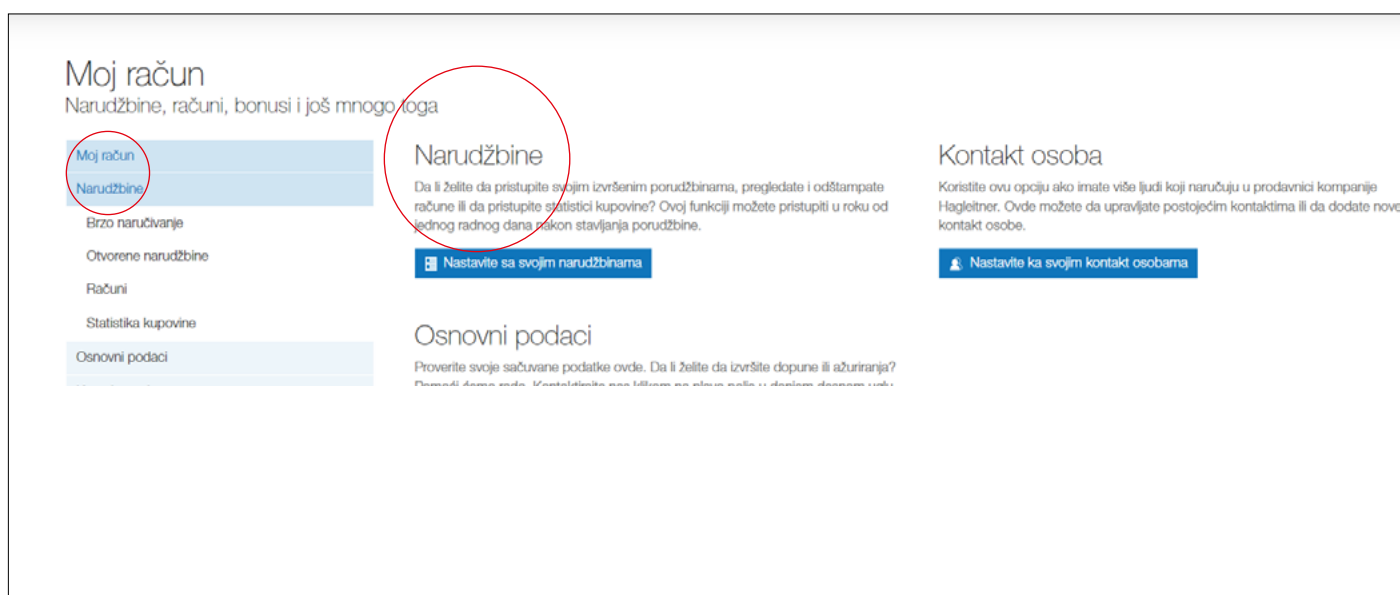 Moj račun
Narudžbine, računi, bonusi i još mnogo toga
Moj račun
Narudžbine
Brzo naručivanje
Otvorene narudžbine
Računi
Statistika kupovine
Osnovni podaci
Narudžbine
Da li želite da pristupite svojim izvršenim porudžbinama, pregledate i odštampate
račune ili da pristupite statistici kupovine? Ovoj funkciji možete pristupiti u roku od
jednog radnog dana nakon stavljanja porudžbine.
Nastavite sa svojim narudžbinama
Osnovni podaci
Proverite svoje sačuvane podatke ovde. Da li želite da izvršite dopune ili ažuriranja?
Kontakt osoba
Koristite ovu opciju ako imate više ljudi koji naručuju u prodavnici kompanije
Hagleitner. Ovde možete da upravljate postojećim kontaktima ili da dodate nove
kontakt osobe.
Nastavite ka svojim kontakt osobama